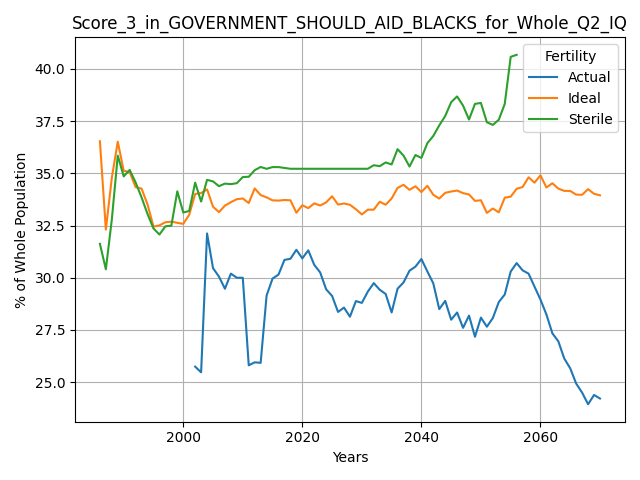 Score_3_in_GOVERNMENT_SHOULD_AID_BLACKS_for_Whole_Q2_IQ
Fertility
Actual
Ideal
Sterile
% of Whole Population
40.0
37.5
35.0
32.5
30.0
27.5
25.0
2000
2020
2040
2060
Years